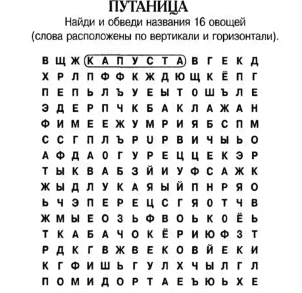 ПУТАНИЦА
Найди и обведи названия 16 овощей
(слова расположены по вертикали и горизонтали).
В Щ Ж К А П У С Т А В Г Е К Д
Х Р Л П Ф Ф К Ж Д Ю Щ К Ё П Г
П Е П Ь Л Ъ У Е Ы Т О Ш Ъ Л Е
Э Д Е Р П Ч К Б А К Л А Ж А Н
Ф И М Е Е Ж У М Р И Я Б С П М
С С Г П Л Ъ Р U Р В И Ч Ы Ь О
А Ф Д А О Г У Р Е Ц Ц Е К Э Р
Т Ы К В А Б З Й И У Ф С А Ж К
Ж Ы Д Л У К А Я Ы Й П Н Р Я О
Ь Ч Э П Е Р Е Ц С Г Я О Т Ч В
Ж М Ы Е О З Ь Ф В О Ь К О Ё Ь
Т К А Б А Ч О К Ё Р И Ю Ф З Т
Р Д К Г В Ж В Е К О В Й Е К И
К Г Ф И Ш Ь Г У Л Х Ч Ы Л Г Л
П О М И Д О Р Т А Е Ъ Ю Ь Х Е